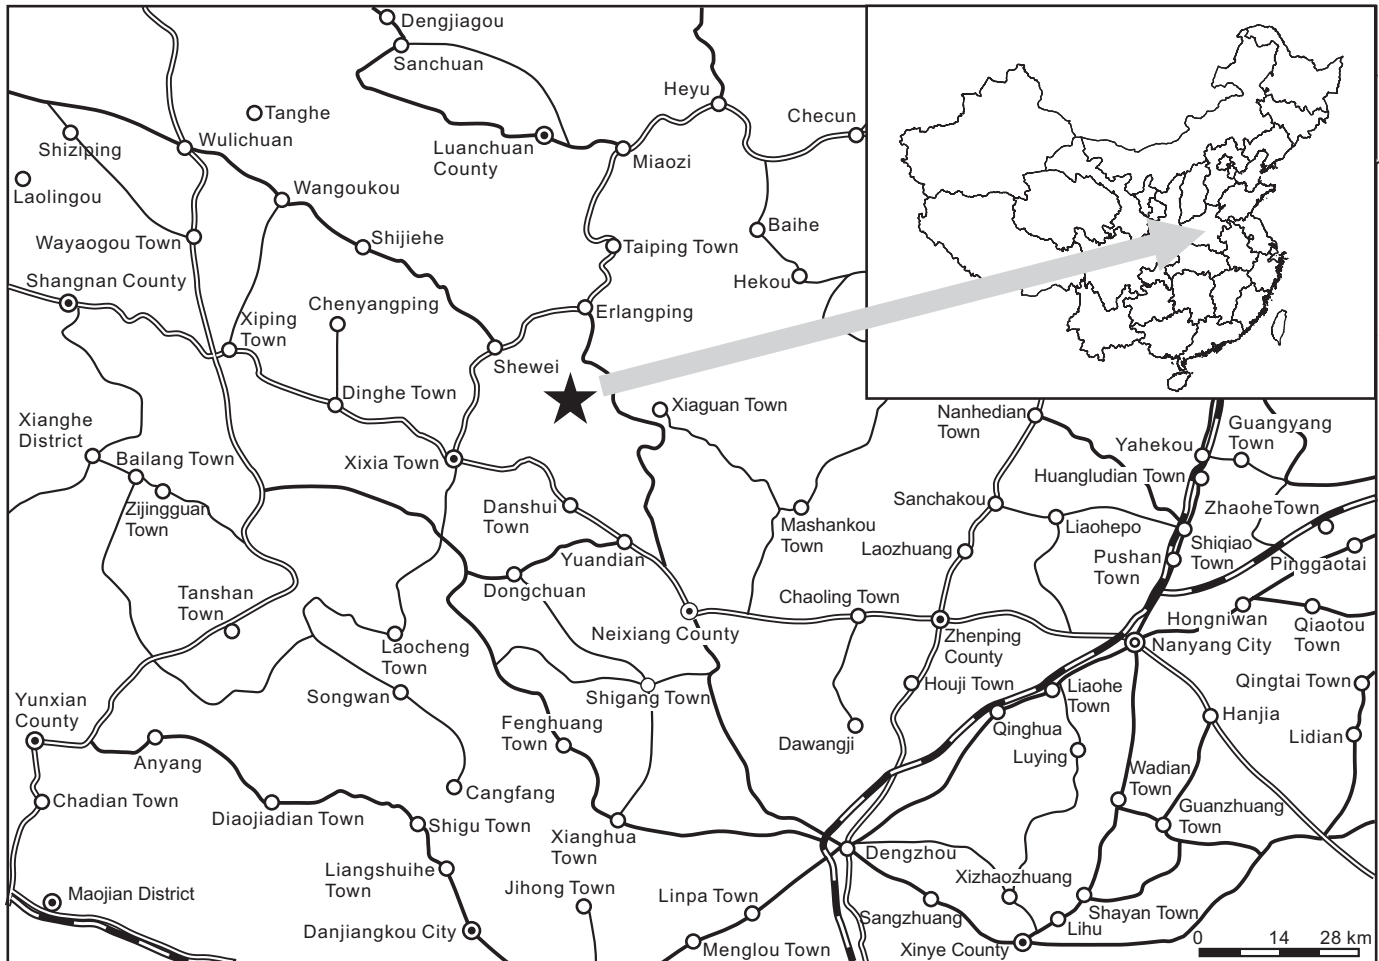 Dengjiagou
Sanchuan
Heyu
Checun
Tanghe
Wulichuan
Shiziping
Luanchuan
County
Miaozi
Laolingou
Wangoukou
Wayaogou Town
Shijiehe
Taiping Town
Baihe
Hekou
Shangnan County
Chenyangping
Erlangping
Xiping
Town
Shewei
Dinghe Town
Xiaguan Town
Nanhedian
Town
Guangyang
Town
Xianghe
District
Bailang Town
Xixia Town
Yahekou
Huangludian Town
Zijingguan
Town
Danshui
Town
Mashankou
Town
Sanchakou
Liaohepo
ZhaoheTown
Laozhuang
Pushan
Town
Shiqiao
Town
Pinggaotai
Yuandian
Dongchuan
Tanshan
Town
Chaoling Town
Neixiang County
Zhenping
County
Hongniwan
Qiaotou
Town
Nanyang City
Laocheng
Town
Songwan
Shigang Town
Houji Town
Liaohe
Town
Qingtai Town
Yunxian
County
Fenghuang
Town
Dawangji
Qinghua
Luying
Hanjia
Lidian
Anyang
Cangfang
Wadian
Town
Chadian Town
Diaojiadian Town
Shigu Town
Guanzhuang
Town
Xianghua
Town
Dengzhou
Liangshuihe
Town
Jihong Town
Linpa Town
Xizhaozhuang
Maojian District
Sangzhuang
Shayan Town
Lihu
Danjiangkou City
Menglou Town
Xinye County
0 14 28 km